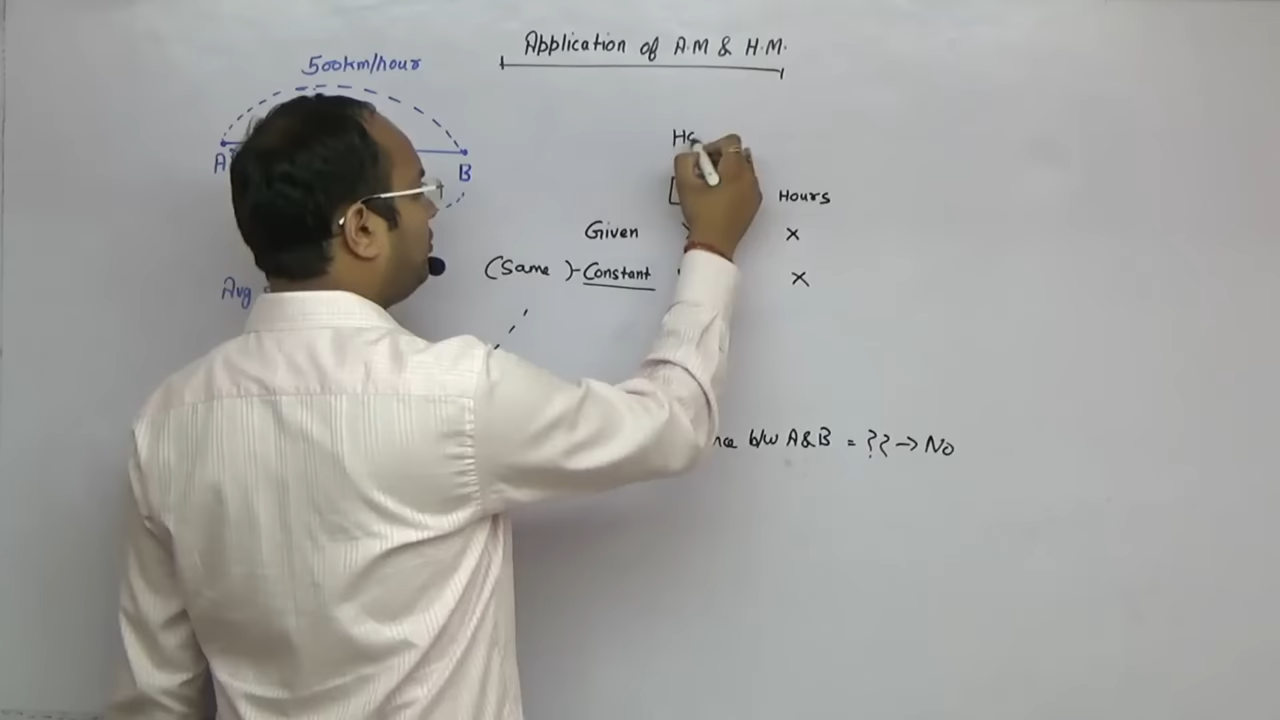 Application of A.M & H.M.
500km/hour
A B
Avg
Hours
Given x
(Same )-Constant x
b/w A&B = ?? → No